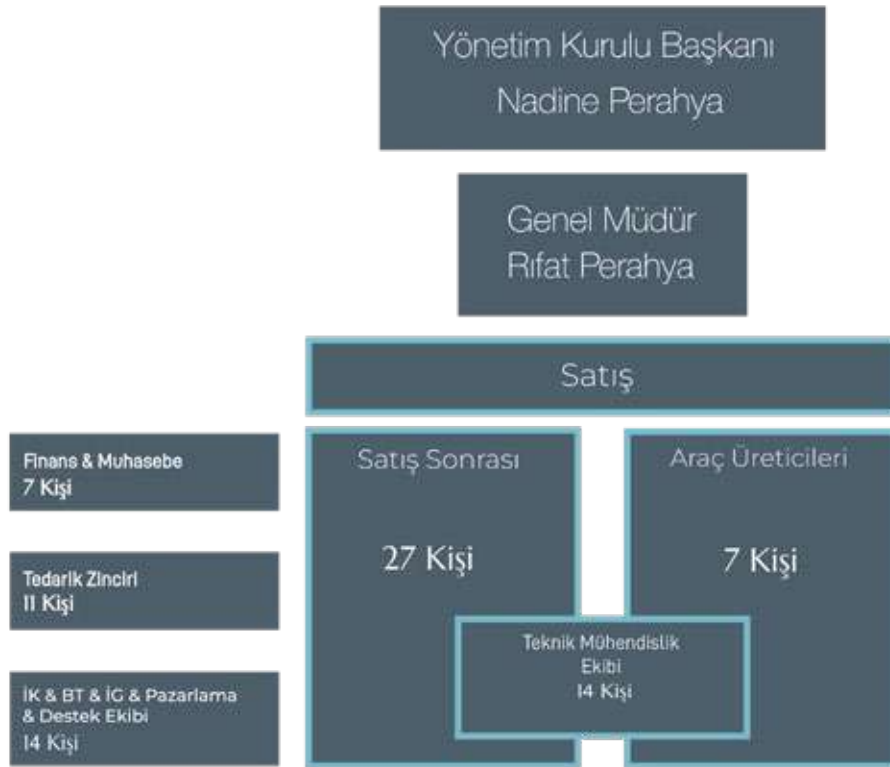 Yönetim Kurulu Başkanı
Nadine Perahya
Genel Müdür
Rıfat Perahya
Satış
Finans & Muhasebe
7 Kişi
Tedarik Zinciri
11 Kişi
İK & BT & İG & Pazarlama
& Destek Ekibi
14 Kişi
Satış Sonrası
27 Kişi
Araç Üreticileri
7 Kişi
Teknik Mühendislik
Ekibi
14 Kişi